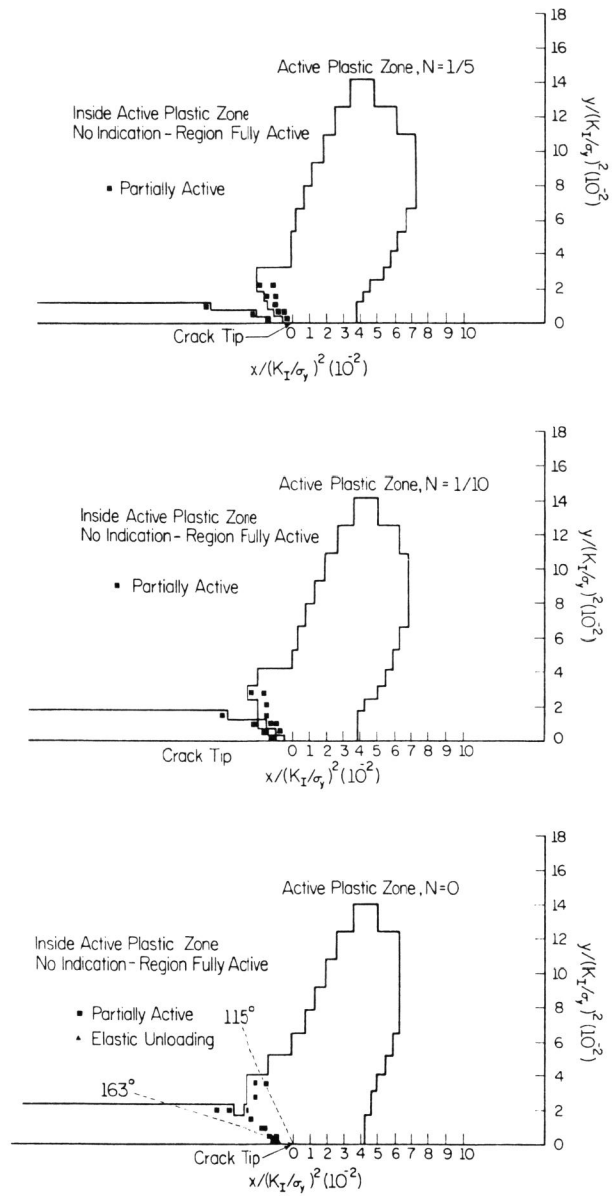 18
16
Active Plastic Zone, N = 1/5
14
Inside Active Plastic Zone
No Indication - Region Fully Active
12
10
■ Partially Active
8
6
4
2
0
y/(K_I/σ_y)^2 (10^-2)
Crack Tip
0 1 2 3 4 5 6 7 8 9 10
x/(K_I/σ_y)^2 (10^-2)
18
16
Active Plastic Zone, N = 1/10
14
Inside Active Plastic Zone
No Indication - Region Fully Active
12
10
■ Partially Active
8
6
4
2
0
y/(K_I/σ_y)^2 (10^-2)
Crack Tip
0 1 2 3 4 5 6 7 8 9 10
x/(K_I/σ_y)^2 (10^-2)
18
16
Active Plastic Zone, N=0
14
Inside Active Plastic Zone
No Indication - Region Fully Active
12
10
■ Partially Active
▲ Elastic Unloading
115°
8
6
163°
4
2
0
y/(K_I/σ_y)^2 (10^-2)
Crack Tip
0 1 2 3 4 5 6 7 8 9 10
x/(K_I/σ_y)^2 (10^-2)